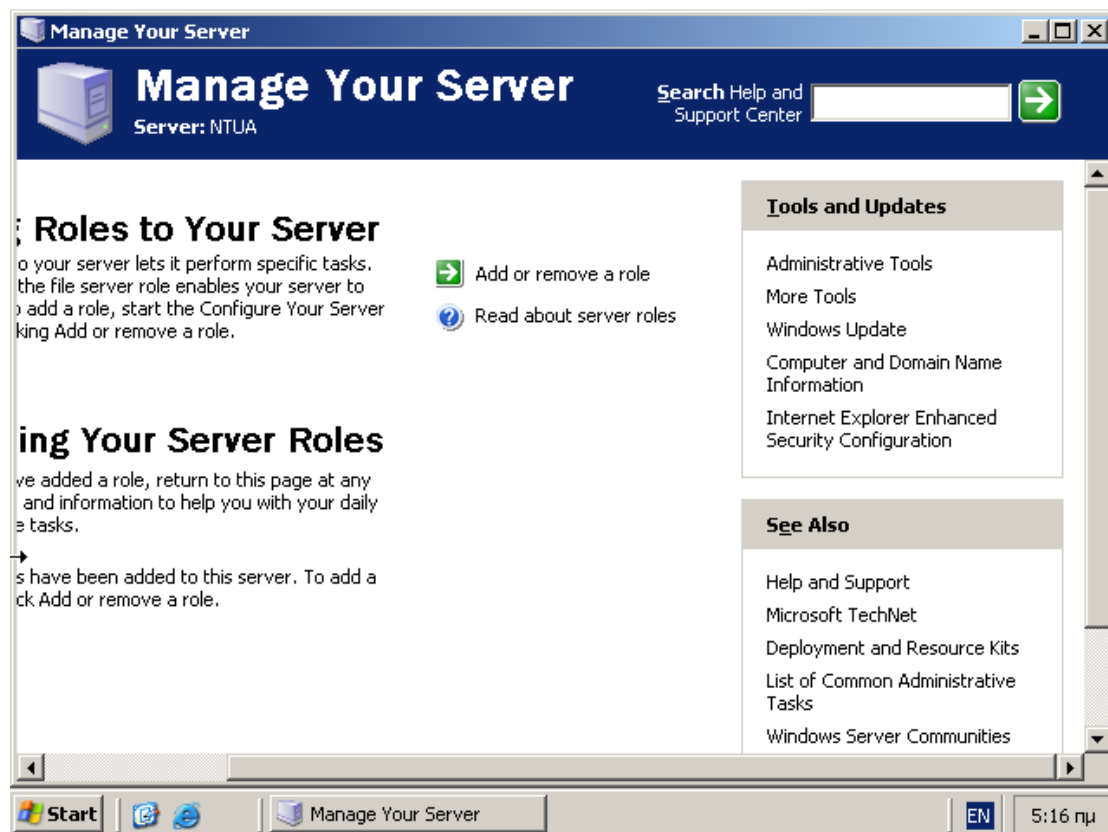 Manage Your Server
Manage Your Server
Server: NTUA
Search Help and
Support Center
Roles to Your Server
o your server lets it perform specific tasks.
the file server role enables your server to
add a role, start the Configure Your Server
king Add or remove a role.
Add or remove a role
Read about server roles
ing Your Server Roles
ve added a role, return to this page at any
and information to help you with your daily
e tasks.
s have been added to this server. To add a
ck Add or remove a role.
Tools and Updates
Administrative Tools
More Tools
Windows Update
Computer and Domain Name
Information
Internet Explorer Enhanced
Security Configuration
See Also
Help and Support
Microsoft TechNet
Deployment and Resource Kits
List of Common Administrative
Tasks
Windows Server Communities
Start
Manage Your Server
EN
5:16 πμ